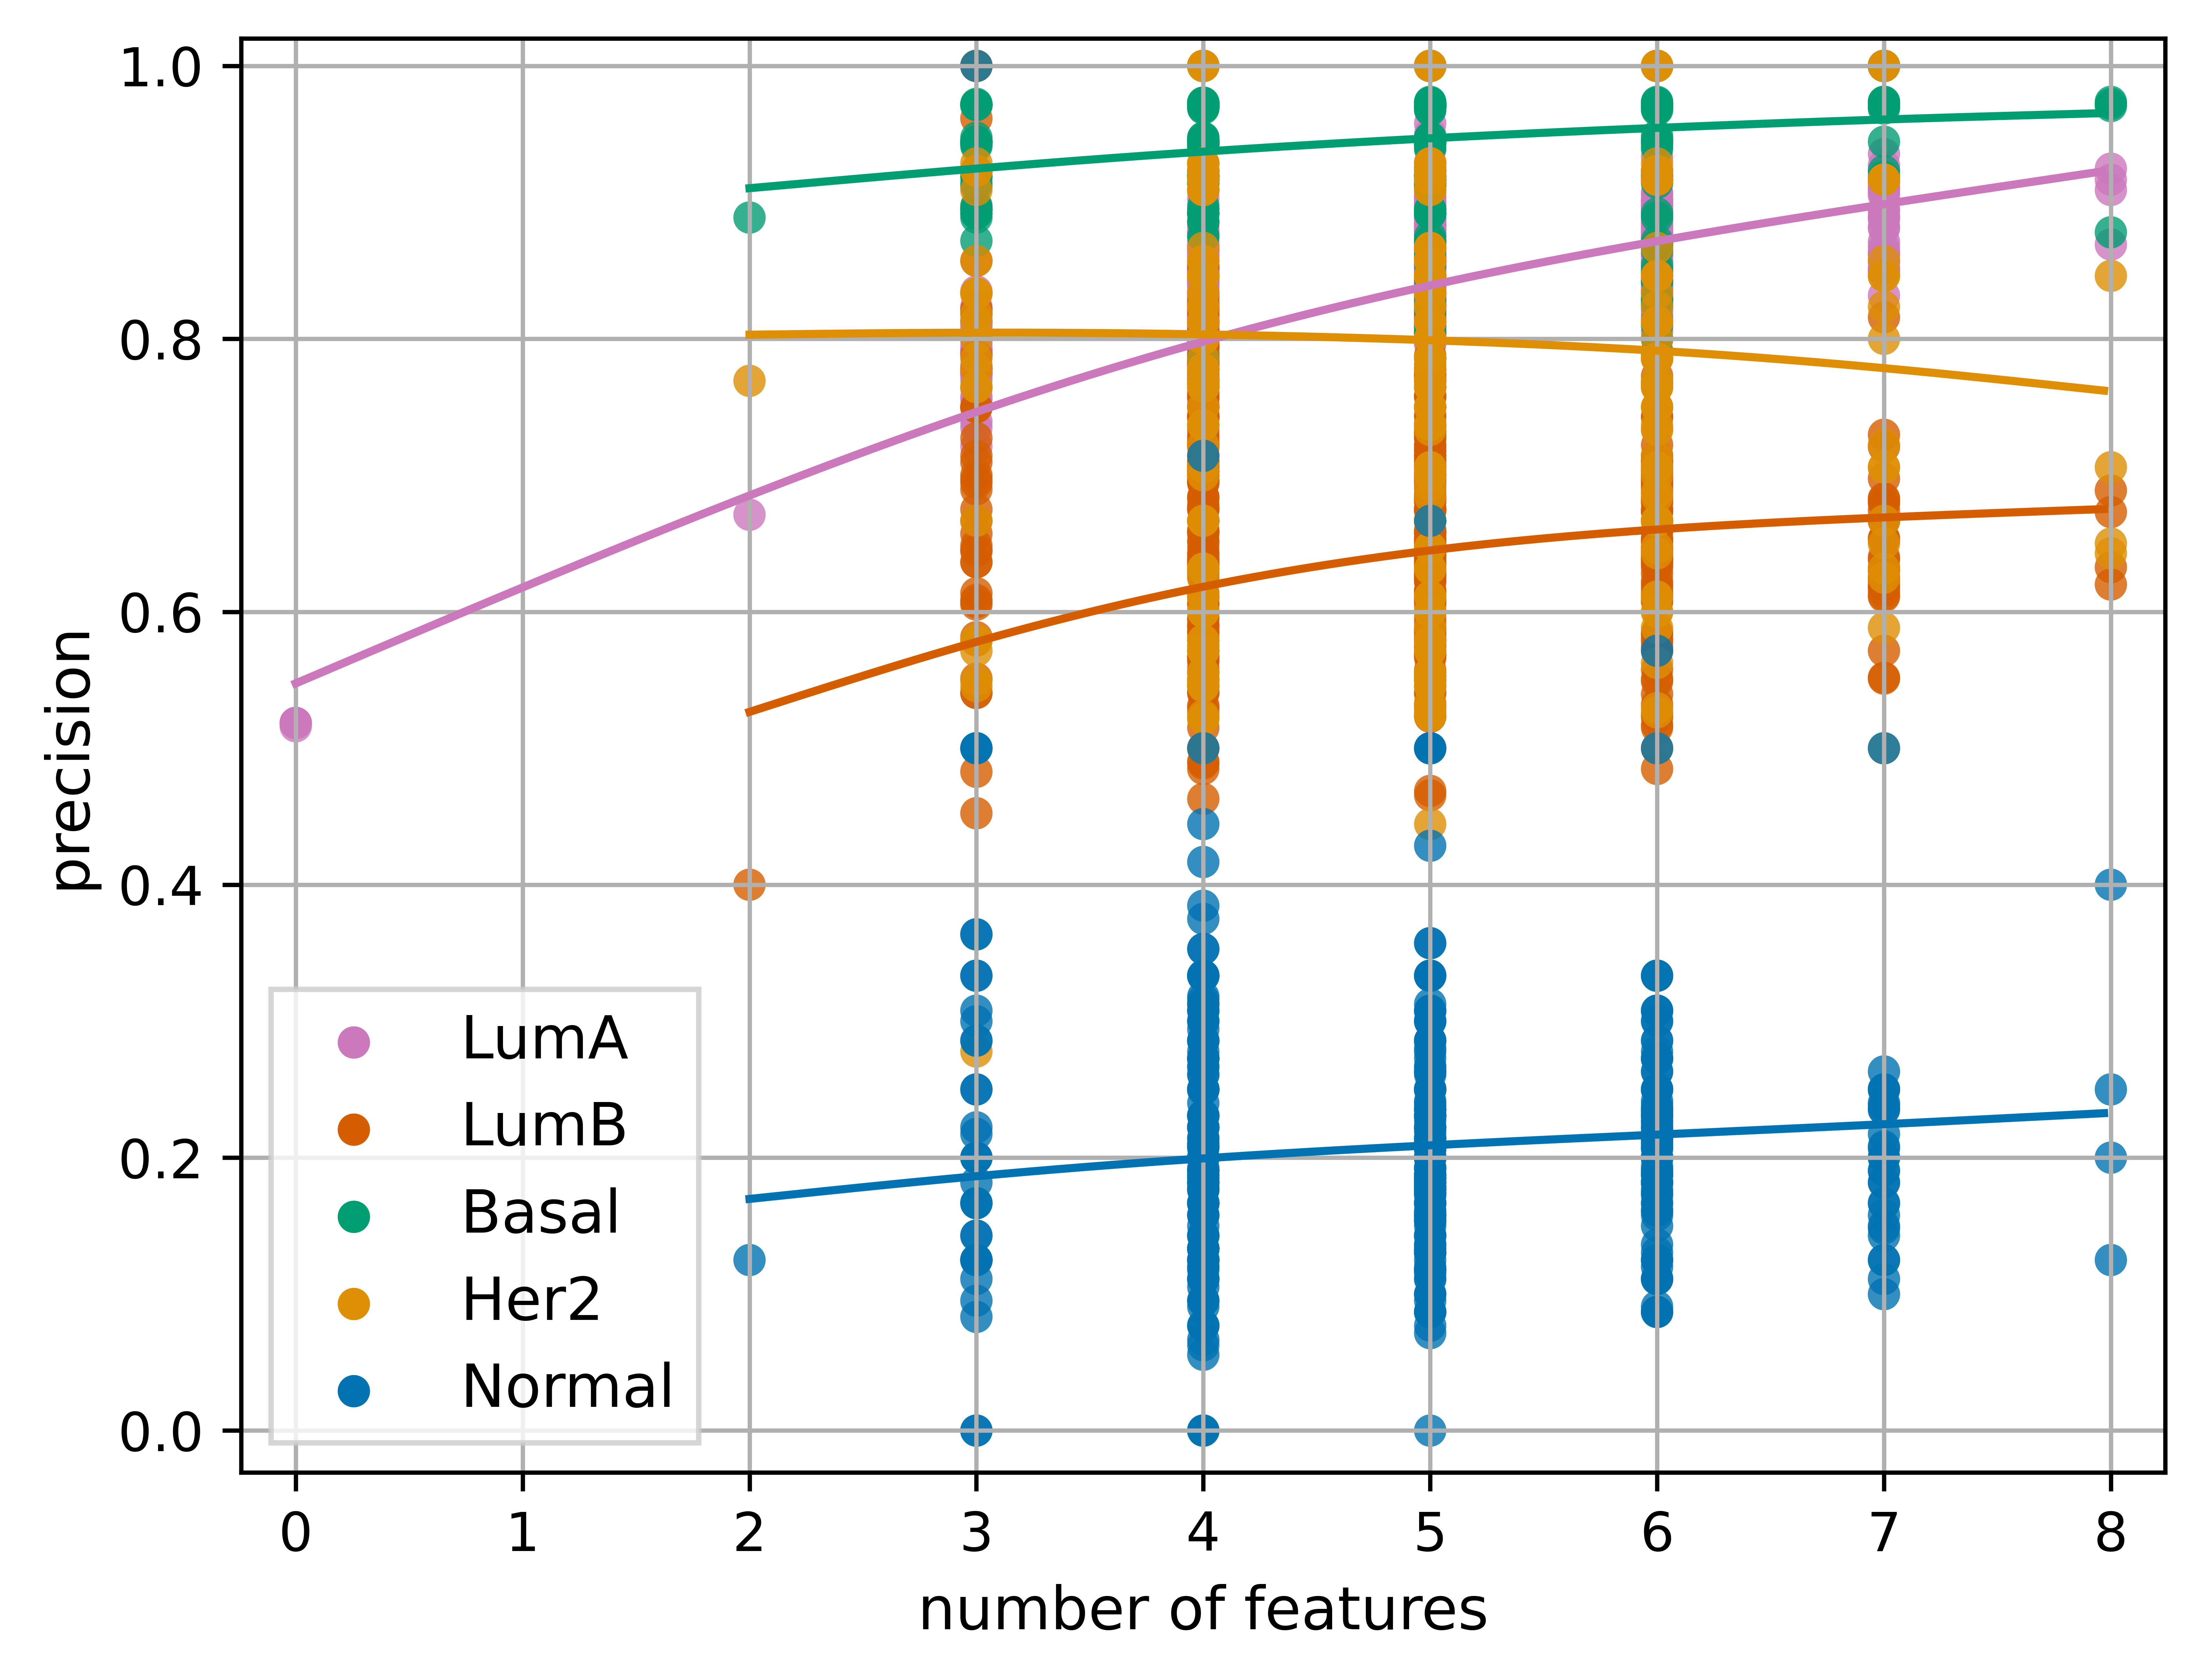 1.0
0.8
0.6
0.4
0.2
0.0
precision
LumA
LumB
Basal
Her2
Normal
0 1 2 3 4 5 6 7 8
number of features